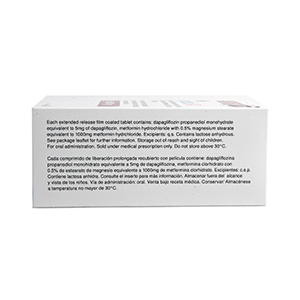 Each extended release film coated tablet contains: dapagliflozin propanediol monohydrate
equivalent to 5mg of dapagliflozin, metformin hydrochloride with 0.5% magnesium stearate
equivalent to 1000mg metformin hydrochloride. Excipients: q.s. Contains lactose anhydrous.
See package leaflet for further information. Storage out of reach and sight of children.
For oral administration. Sold under medical prescription only. Do not store above 30°C.
Cada comprimido de liberación prolongada recubierto con película contiene: dapagliflozina
propanodiol monohidrato equivalente a 5mg de dapagliflozina, metformina clorhidrato con
0.5% de estearato de magnesio equivalente a 1000mg de metformina clorhidrato. Excipientes: c.s.p.
Contiene lactosa anhidra. Consulte el inserto para más información. Almacenar fuera del alcance
y vista de los niños. Vía de administración: oral. Venta bajo receta médica. Conservar/ Almacénese
a temperatura no mayor de 30°C.